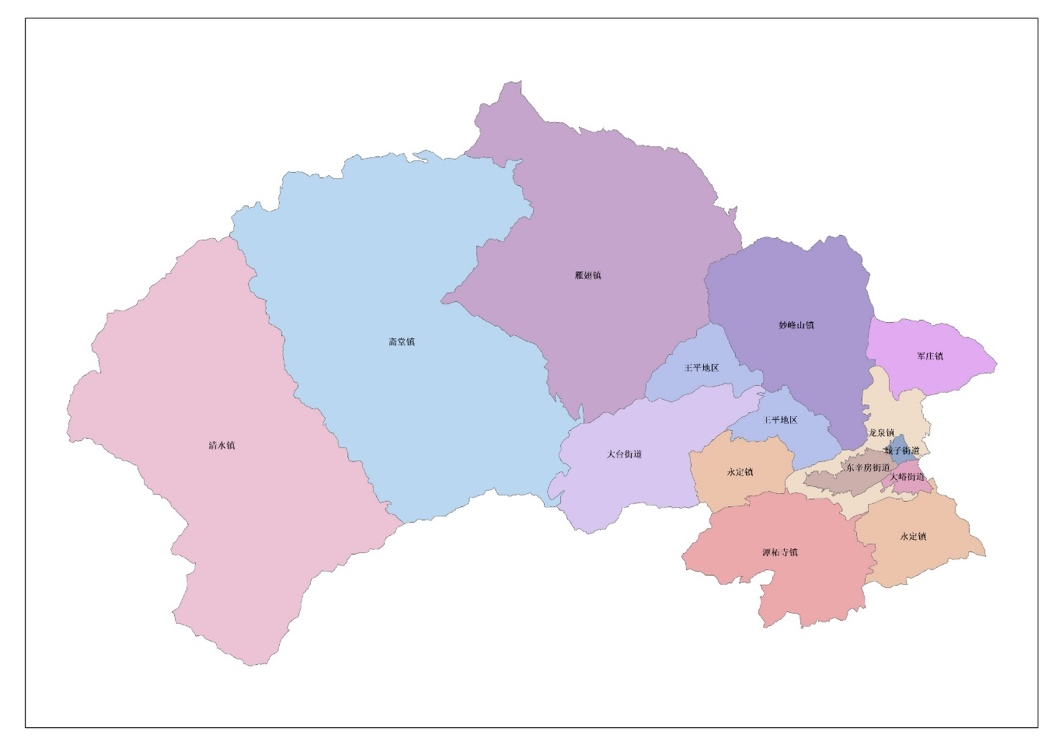 雁翅镇
妙峰山镇
斋堂镇
军庄镇
王平地区
王平地区
龙泉镇
清水镇
城子街道
大台街道
东辛房街道
永定镇
大峪街道
永定镇
潭柘寺镇